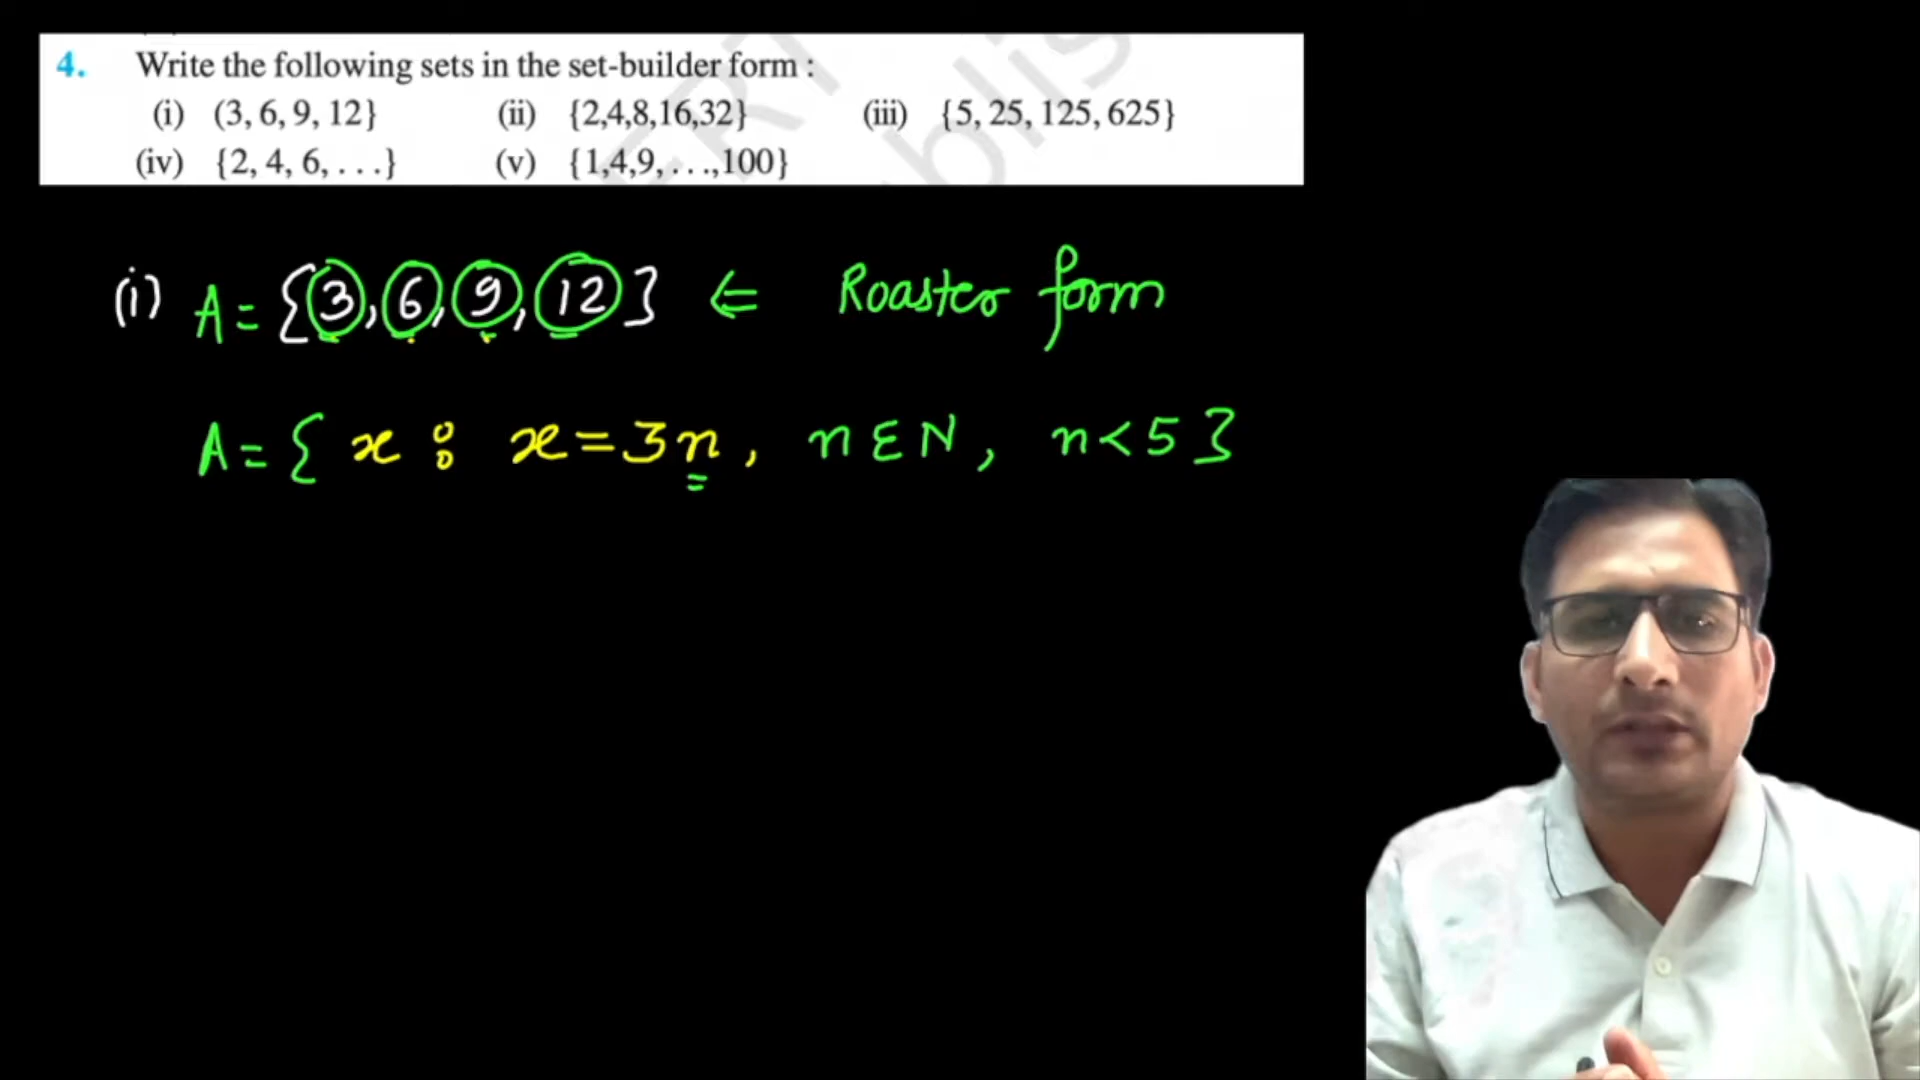 4. Write the following sets in the set-builder form :
(i) (3, 6, 9, 12} (ii) {2,4,8,16,32} (iii) {5, 25, 125, 625}
(iv) {2, 4, 6, . . .} (v) {1,4,9, . . .,100}
(i) A = {3, 6, 9, 12} ⇐ Roaster form
A = { x : x = 3n, n ∈ N, n < 5 }